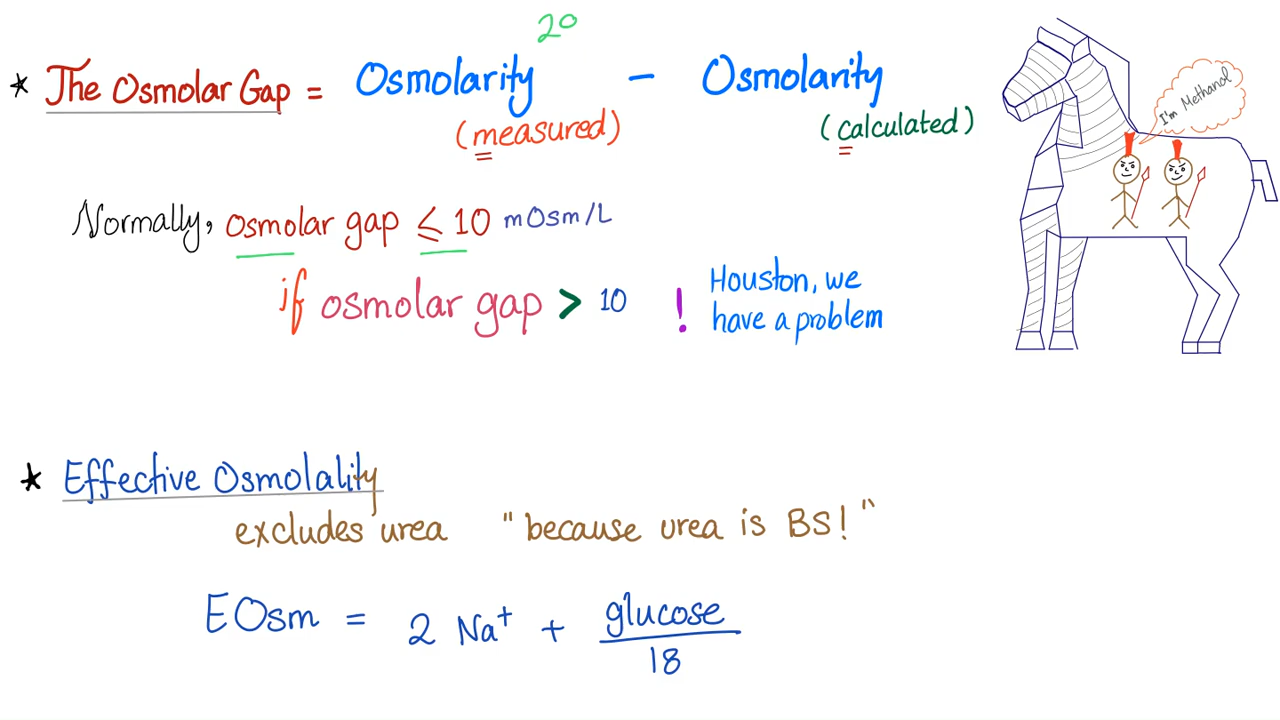 20
* The Osmolar Gap = Osmolarity - Osmolarity
(measured) (calculated)
I'm Methanol
Normally, osmolar gap ≤ 10 mOsm/L
if osmolar gap > 10 ! Houston, we
have a problem
* Effective Osmolality
excludes urea "because urea is BS!"
EOsm = 2 Na⁺ + glucose
18